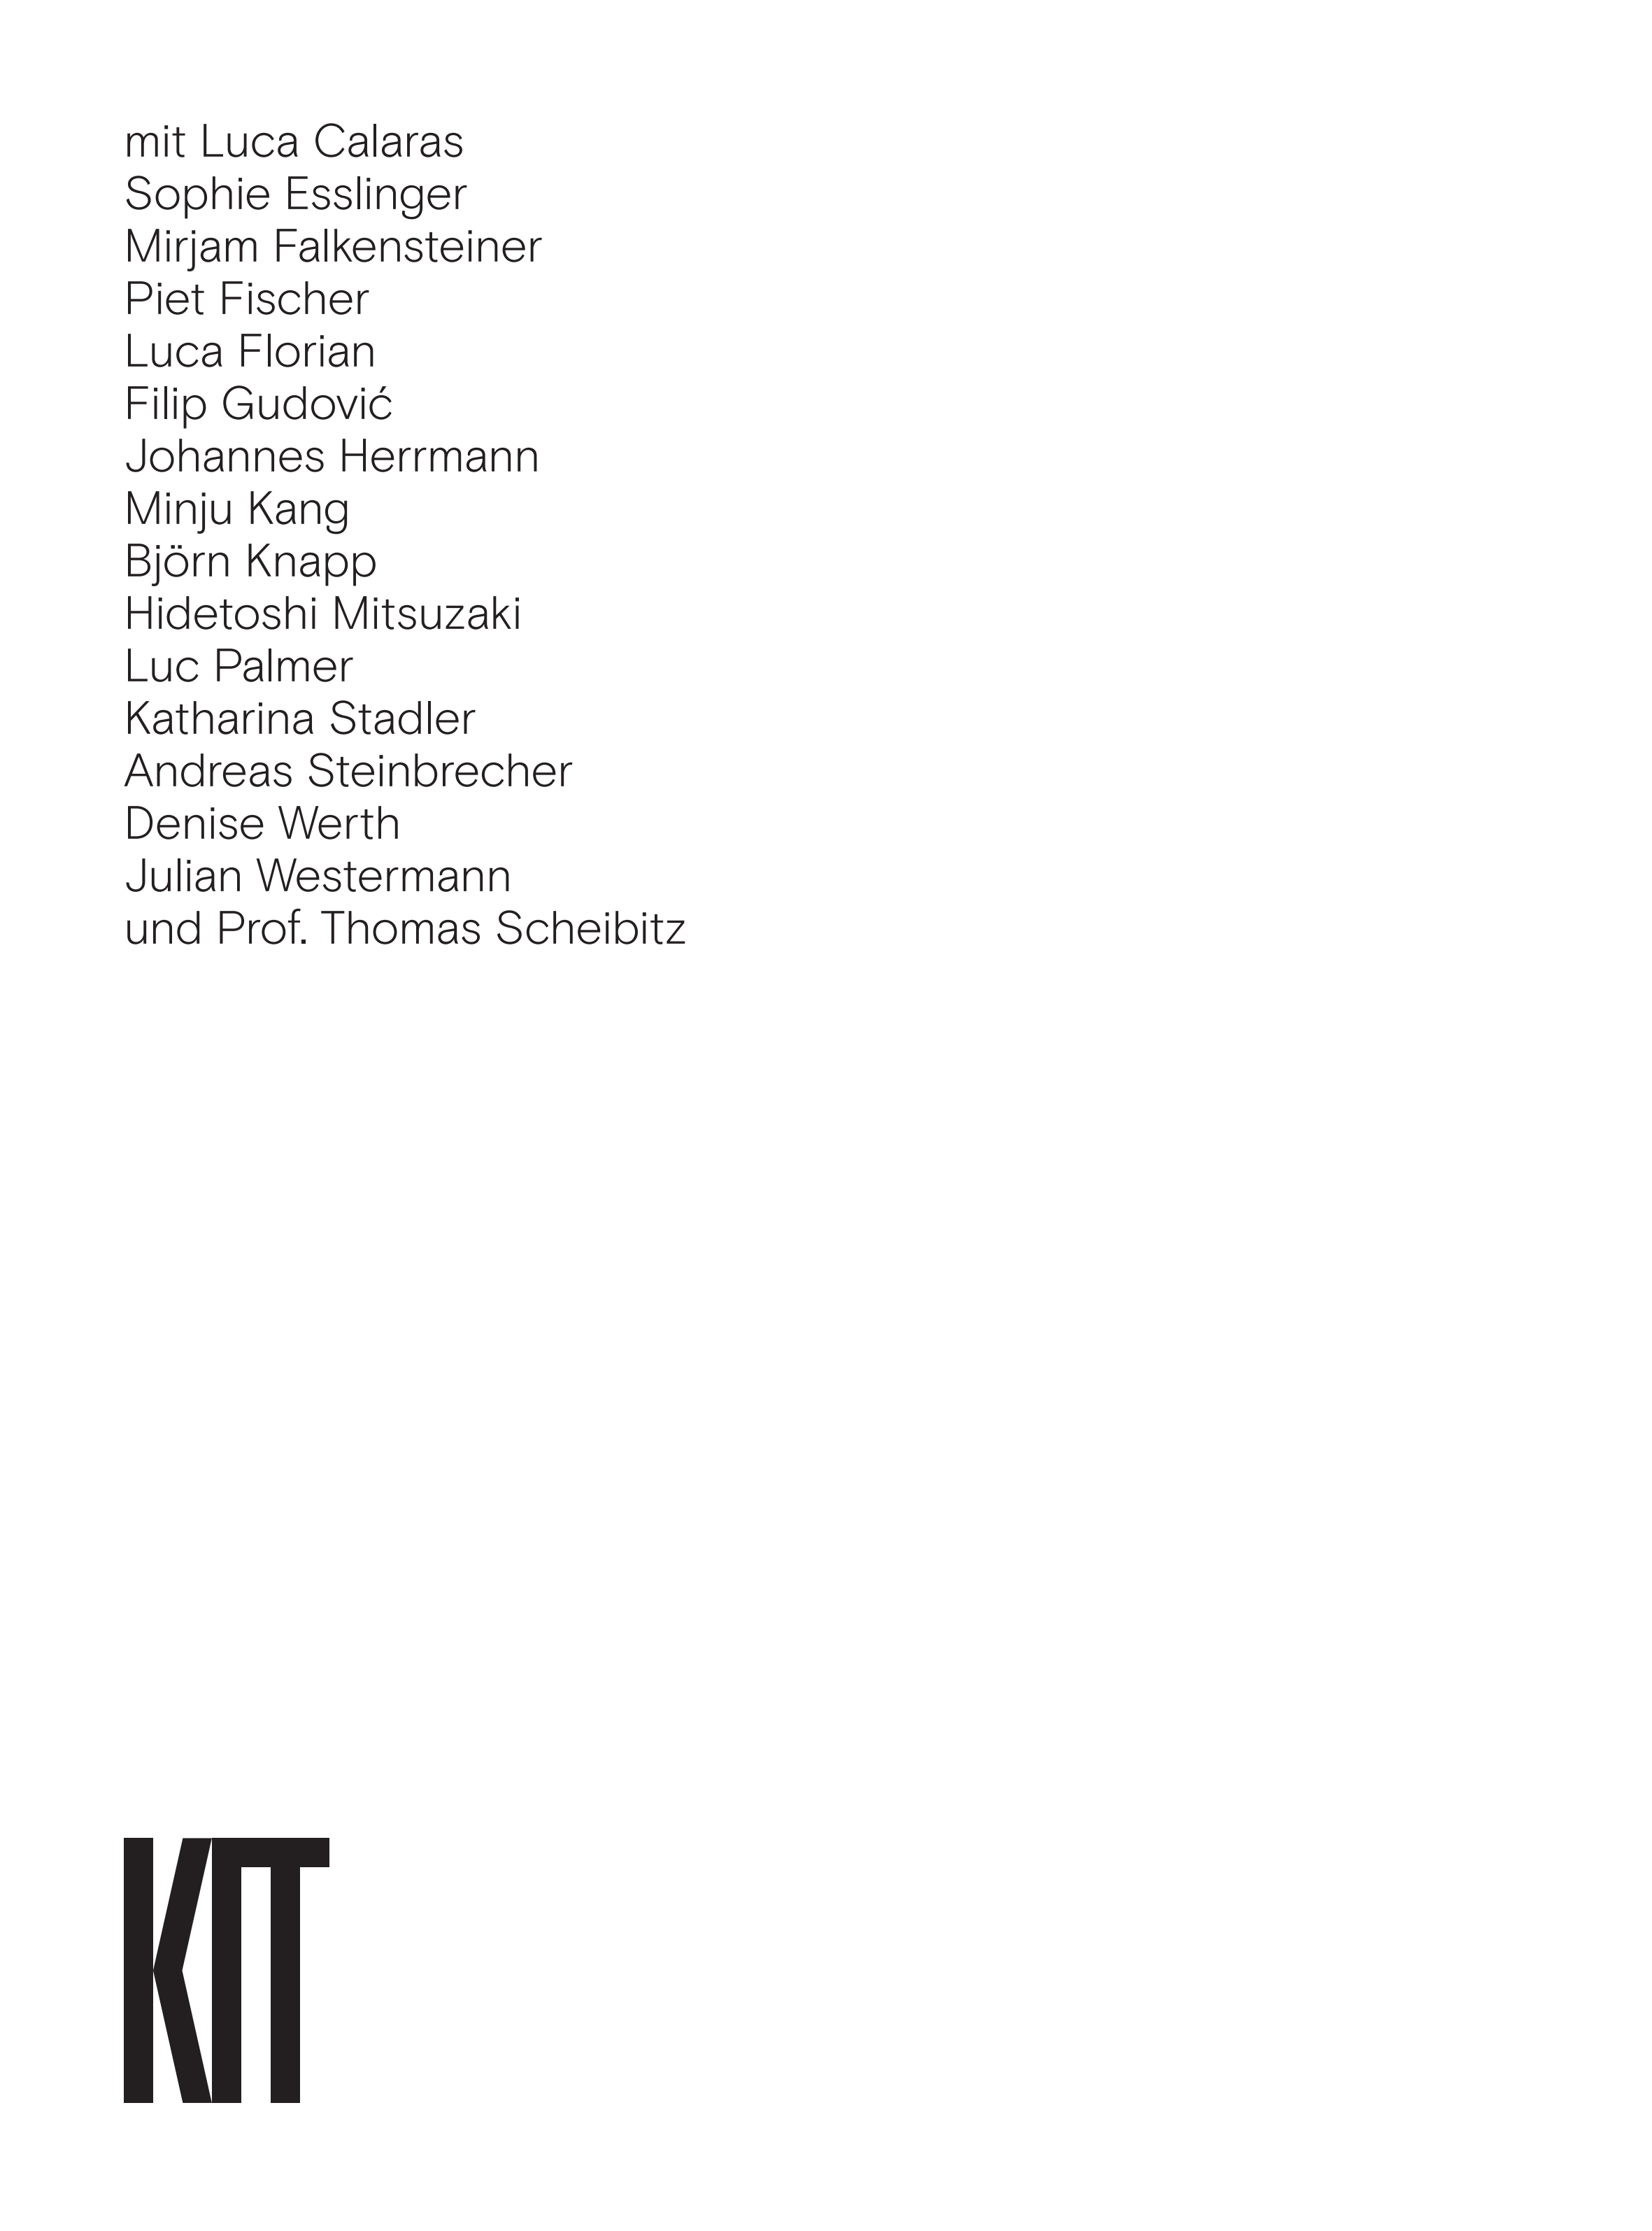 mit Luca Calaras
Sophie Esslinger
Mirjam Falkensteiner
Piet Fischer
Luca Florian
Filip Gudović
Johannes Herrmann
Minju Kang
Björn Knapp
Hidetoshi Mitsuzaki
Luc Palmer
Katharina Stadler
Andreas Steinbrecher
Denise Werth
Julian Westermann
und Prof. Thomas Scheibitz
KIT